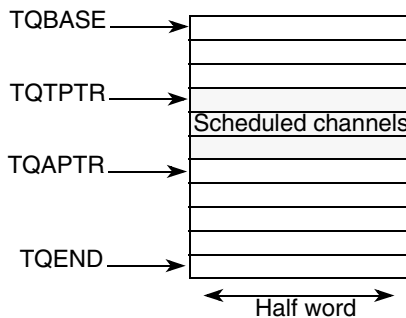 TQBASE
TQTPTR
Scheduled channels
TQAPTR
TQEND
Half word